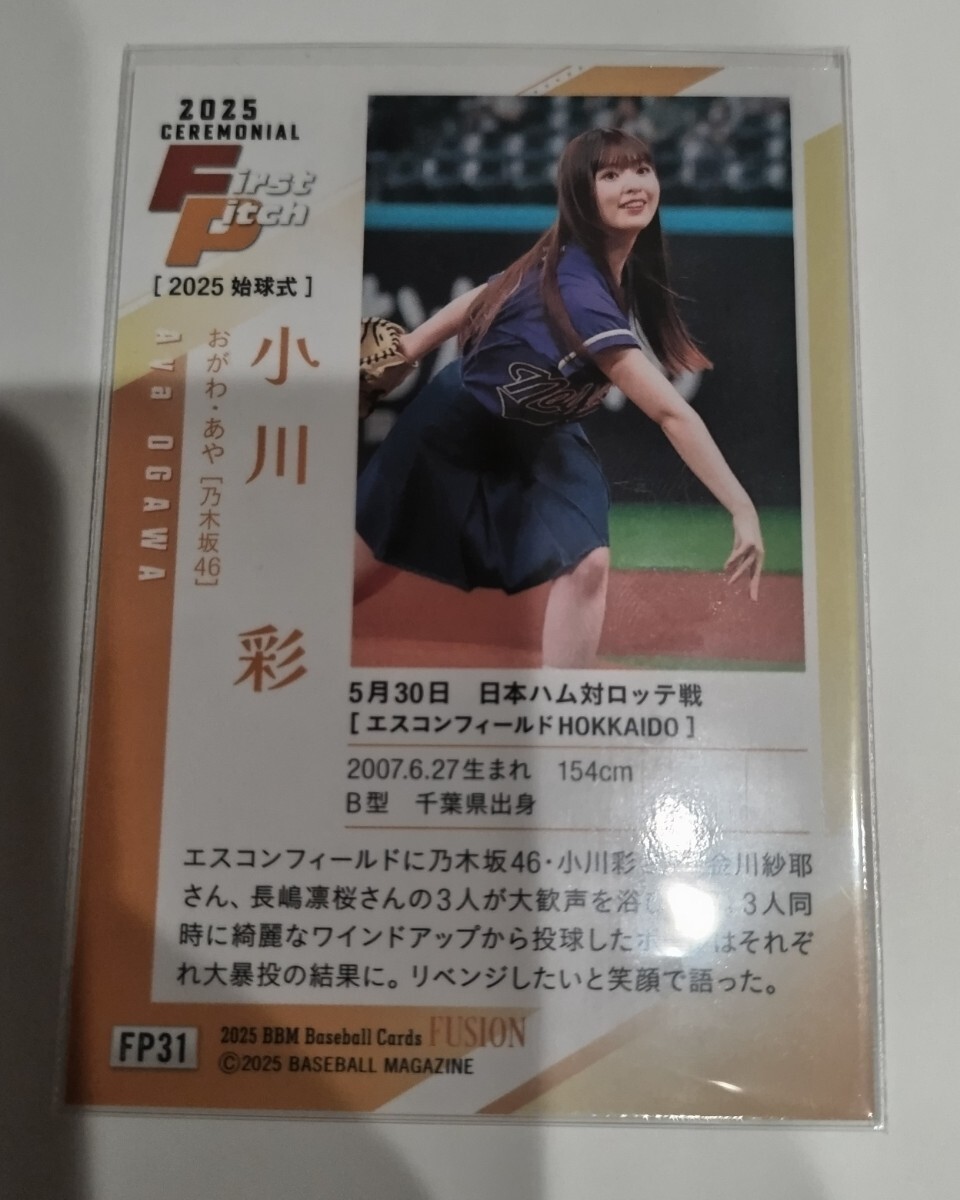 2025
CEREMONIAL
First
Pitch
[ 2025 始球式 ]
小川 彩
おがわ・あや [乃木坂46]
Aya OGAWA
5月30日 日本ハム対ロッテ戦
[ エスコンフィールドHOKKAIDO ]
2007.6.27生まれ 154cm
B型 千葉県出身
エスコンフィールドに乃木坂46・小川彩 金川紗耶
さん、長嶋凛桜さんの3人が大歓声を浴 3人同
時に綺麗なワインドアップから投球した はそれぞ
れ大暴投の結果に。リベンジしたいと笑顔で語った。
FP31
2025 BBM Baseball Cards FUSION
©2025 BASEBALL MAGAZINE